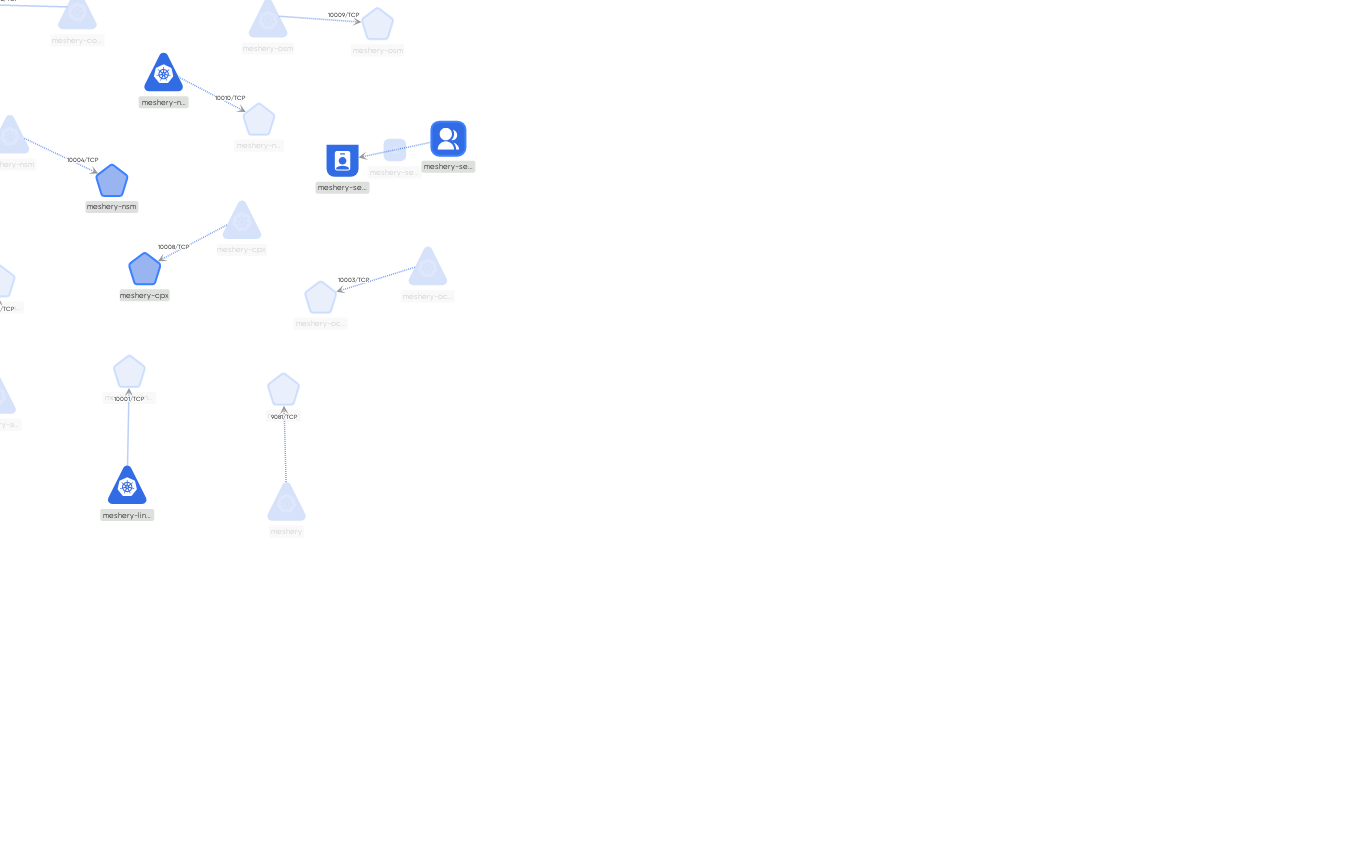 meshery-co...
10009/TCP
meshery-osm
meshery-osm
meshery-n...
10010/TCP
meshery-n...
hery-nsm
10004/TCP
meshery-nsm
meshery-se...
meshery-se...
meshery-se...
meshery-cpx
10008/TCP
meshery-cpx
10003/TCP
meshery-oc...
meshery-oc...
/TCP
10001/TCP
9081/TCP
y-a...
meshery-lin...
meshery